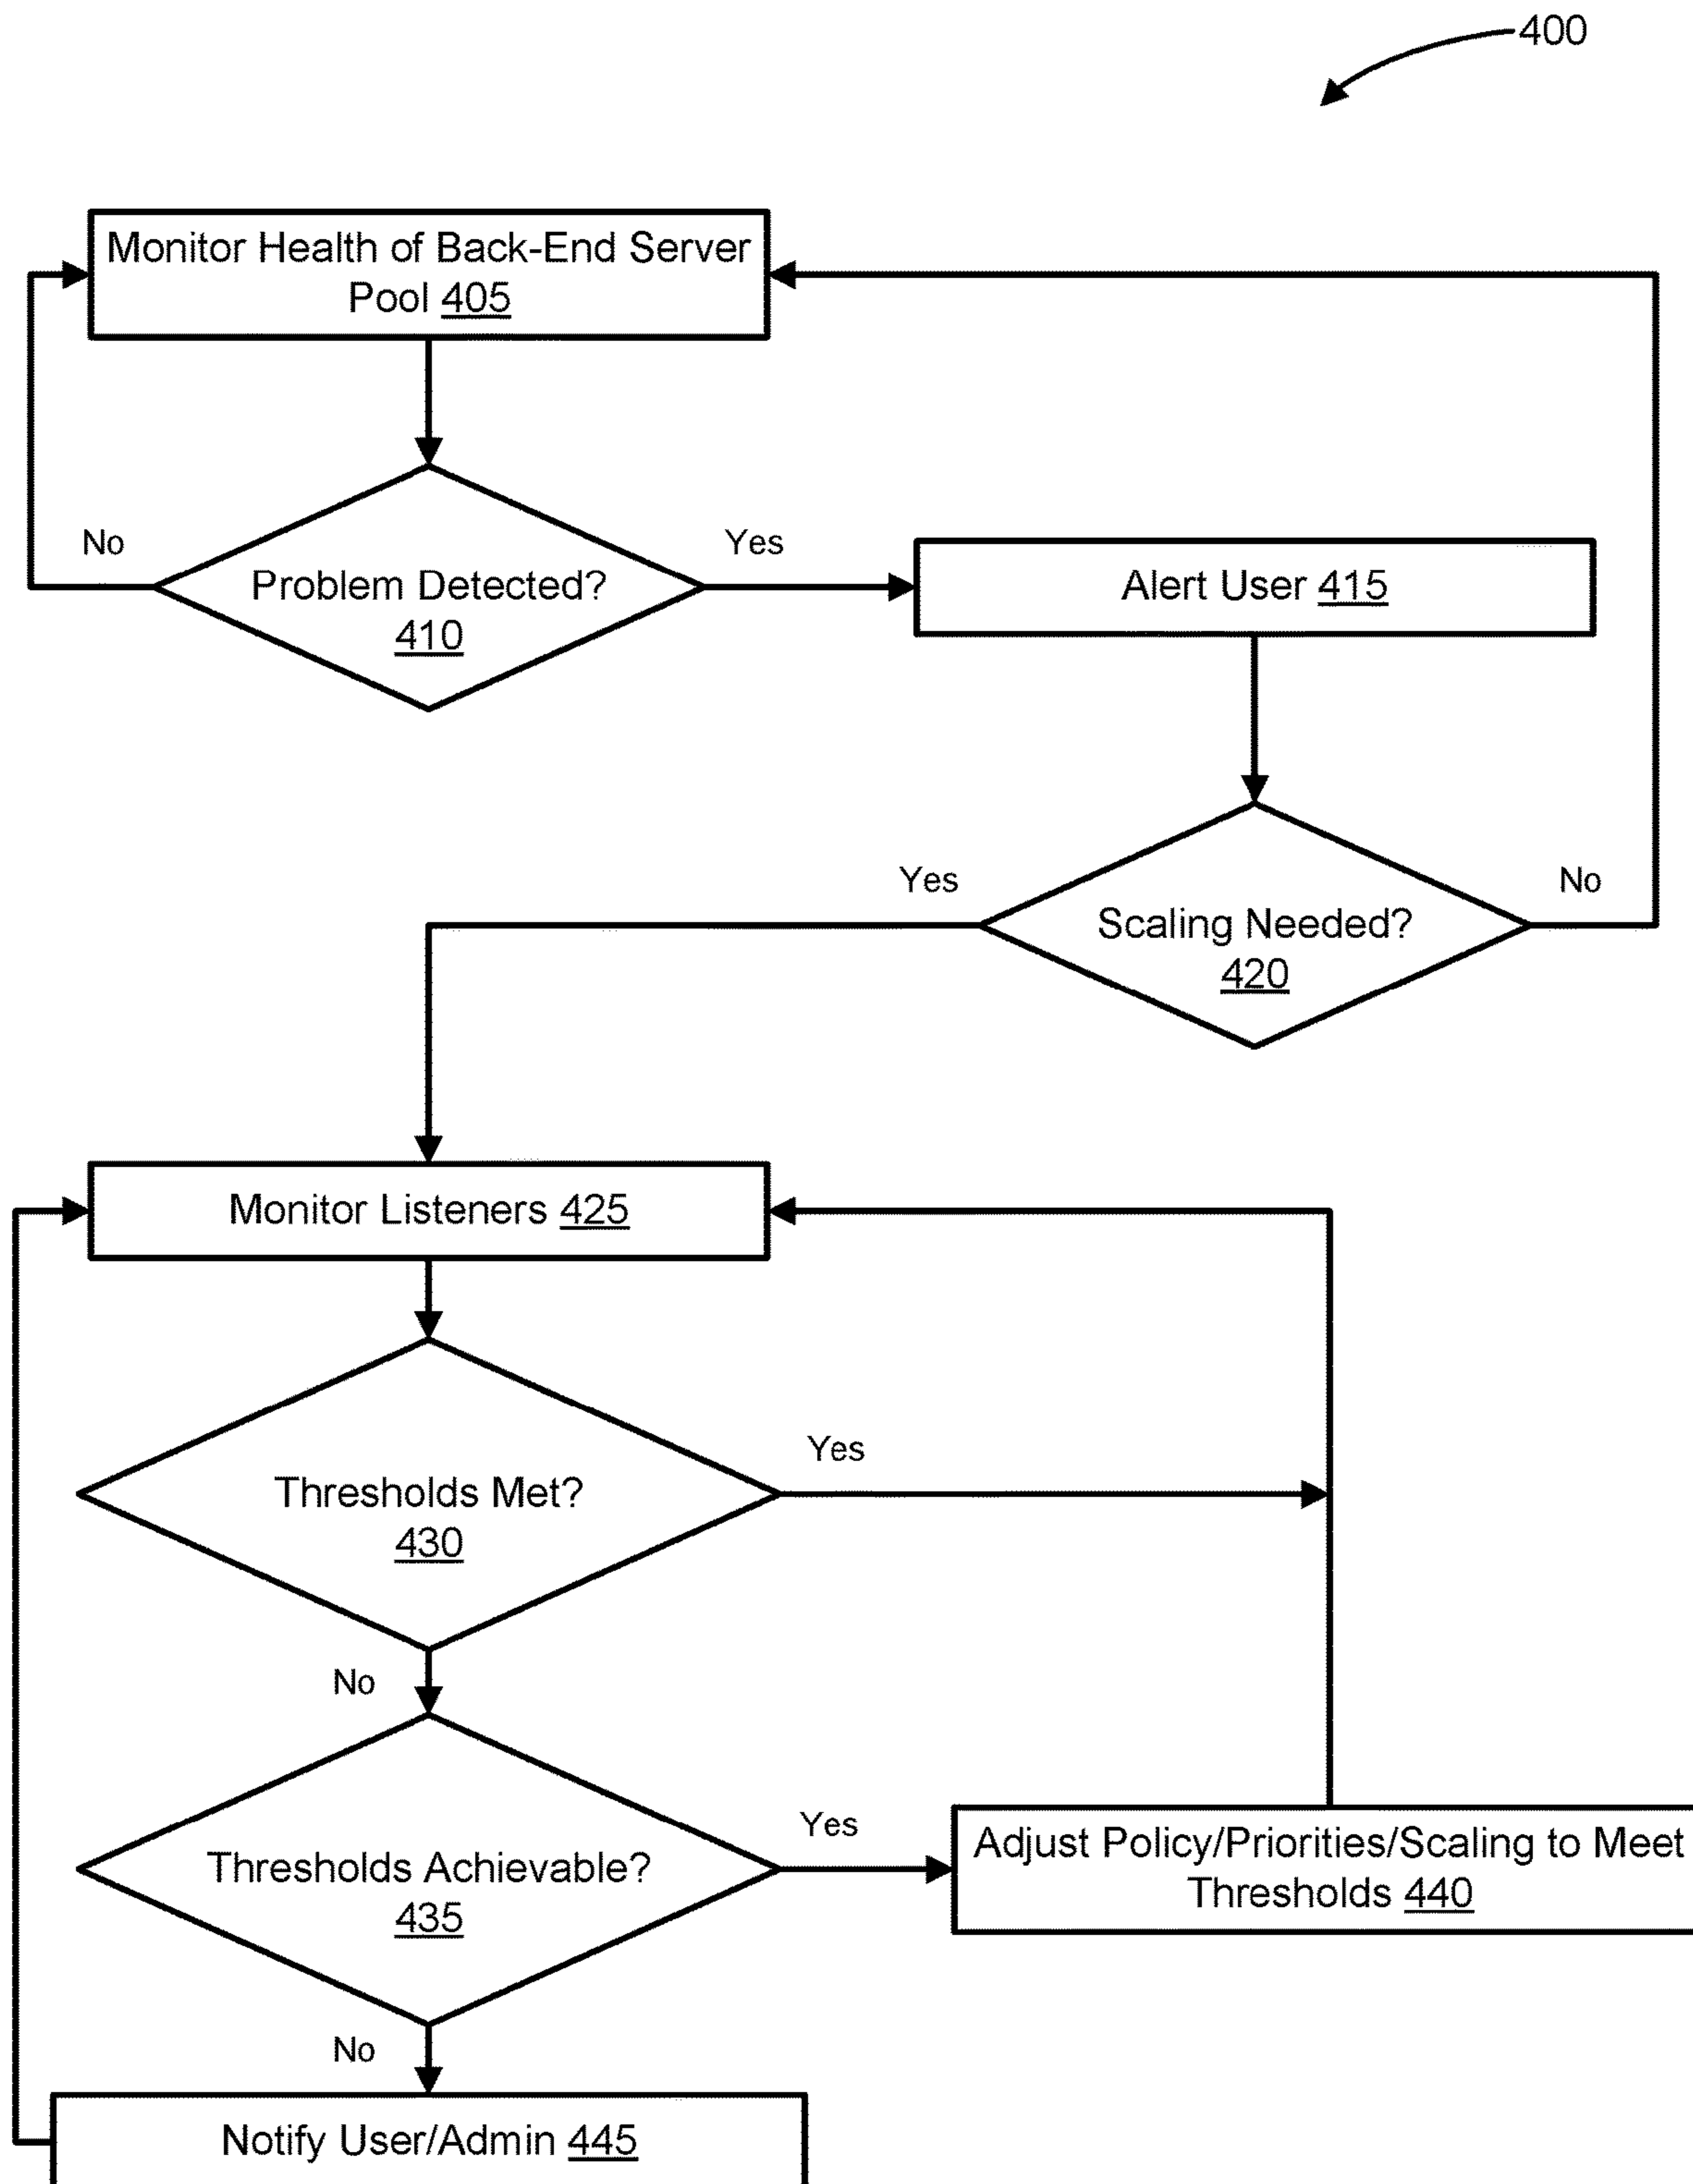 400
Monitor Health of Back-End Server
Pool 405
No
Yes
Problem Detected?
410
Alert User 415
Yes
No
Scaling Needed?
420
Monitor Listeners 425
Yes
Thresholds Met?
430
No
Yes
Thresholds Achievable?
435
Adjust Policy/Priorities/Scaling to Meet
Thresholds 440
No
Notify User/Admin 445